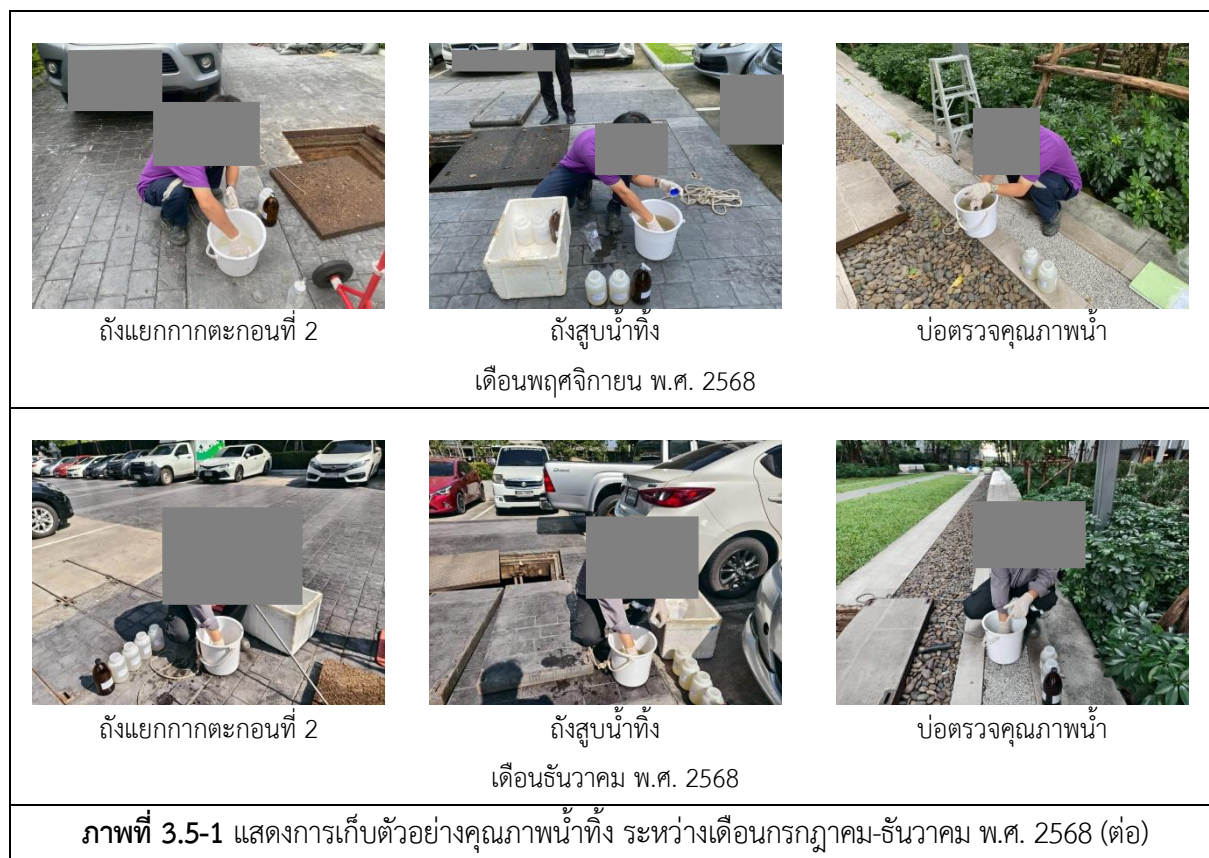 ถังแยกกากตะกอนที่ 2
ถังสูบน้ำทิ้ง
บ่อตรวจคุณภาพน้ำ
เดือนพฤศจิกายน พ.ศ. 2568
ถังแยกกากตะกอนที่ 2
ถังสูบน้ำทิ้ง
บ่อตรวจคุณภาพน้ำ
เดือนธันวาคม พ.ศ. 2568
ภาพที่ 3.5-1 แสดงการเก็บตัวอย่างคุณภาพน้ำทิ้ง ระหว่างเดือนกรกฎาคม-ธันวาคม พ.ศ. 2568 (ต่อ)